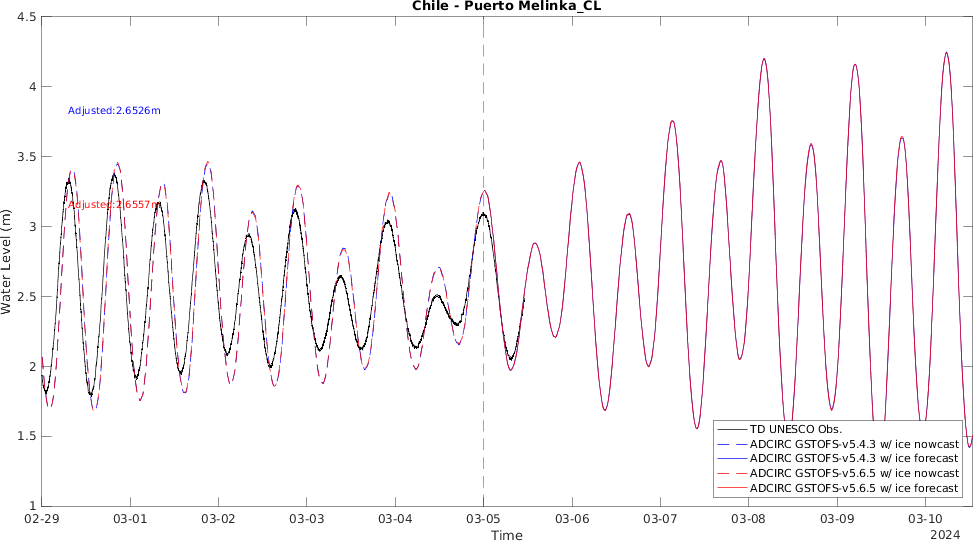 Chile - Puerto Melinka_CL
4.5
4
3.5
3
2.5
2
1.5
1
Water Level (m)
Adjusted:2.6526m
Adjusted:2.6557m
TD UNESCO Obs.
ADCIRC GSTOFS-v5.4.3 w/ ice nowcast
ADCIRC GSTOFS-v5.4.3 w/ ice forecast
ADCIRC GSTOFS-v5.6.5 w/ ice nowcast
ADCIRC GSTOFS-v5.6.5 w/ ice forecast
02-29 03-01 03-02 03-03 03-04 03-05 03-06 03-07 03-08 03-09 03-10
Time 2024